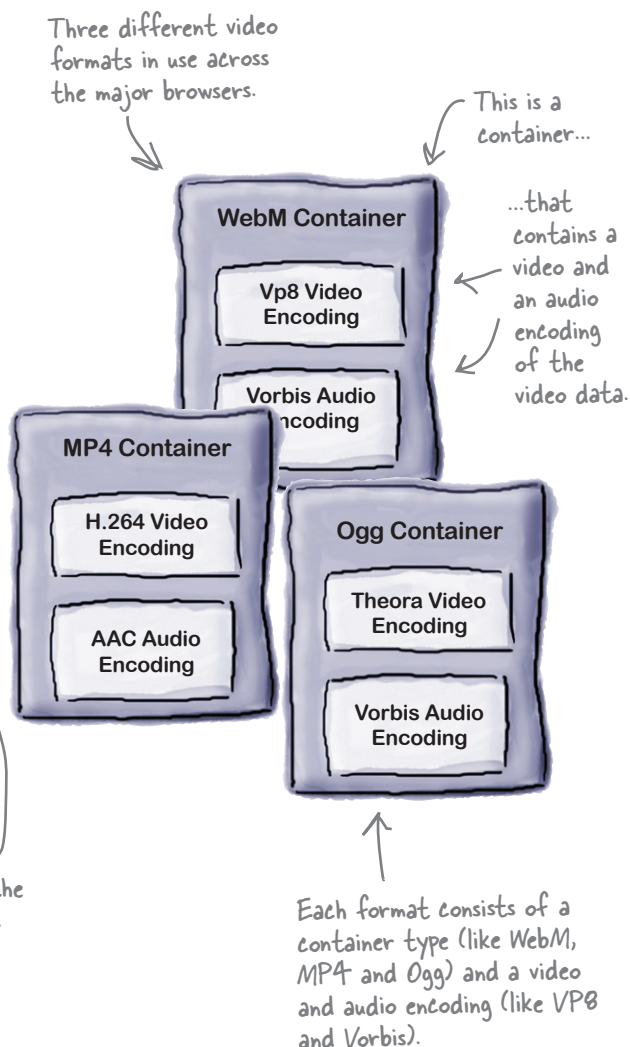 Three different video
formats in use across
the major browsers.
This is a
container...
...that
contains a
video and
an audio
encoding
of the
video data.
WebM Container
Vp8 Video
Encoding
Vorbis Audio
ncoding
MP4 Container
H.264 Video
Encoding
AAC Audio
Encoding
Ogg Container
Theora Video
Encoding
Vorbis Audio
Encoding
Each format consists of a
container type (like WebM,
MP4 and Ogg) and a video
and audio encoding (like VP8
and Vorbis).